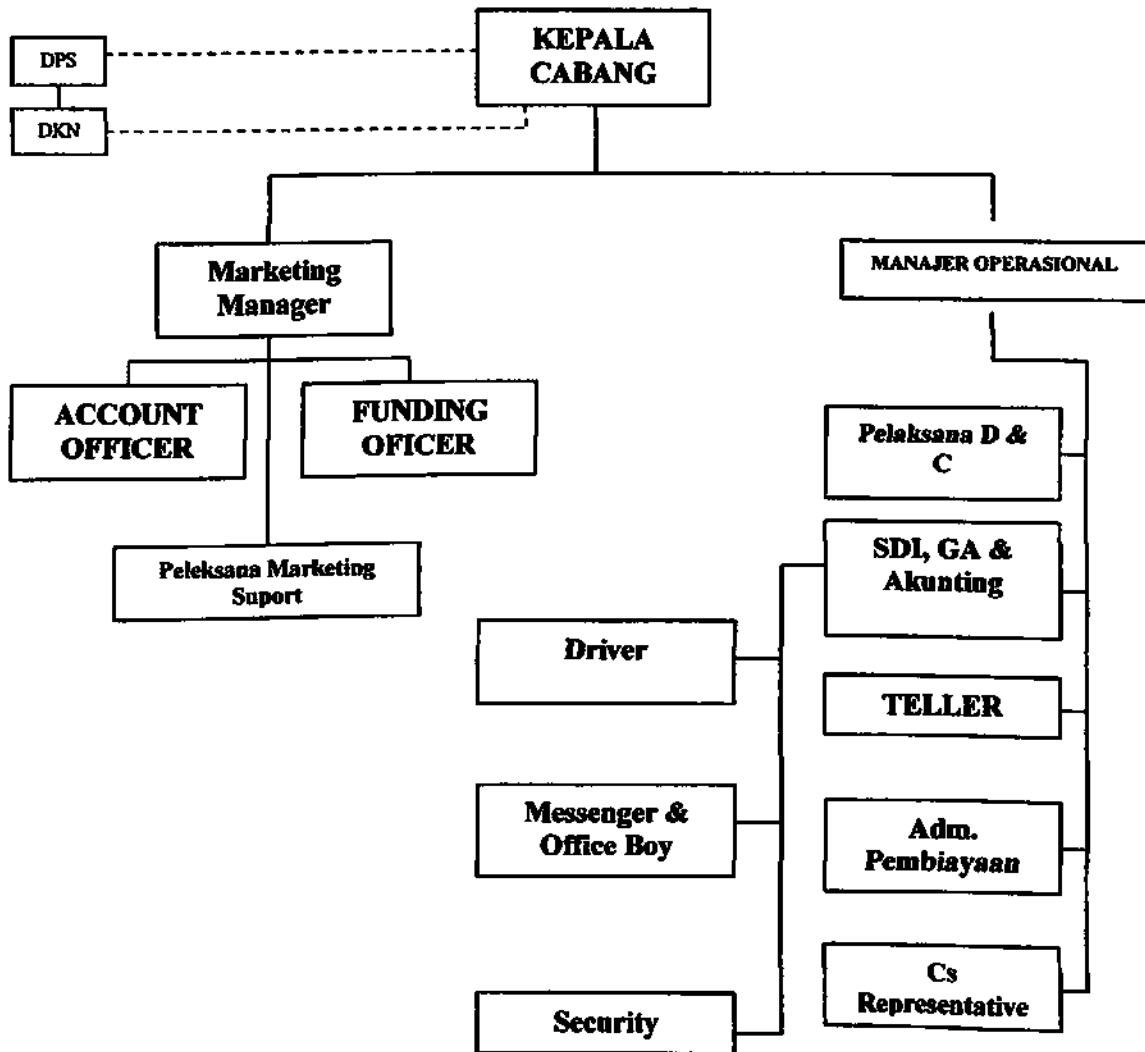 KEPALA
CABANG
DPS
DKN
Marketing
Manager
MANAJER OPERASIONAL
ACCOUNT
OFFICER
FUNDING
OFICER
Peleksana Marketing
Suport
Pelaksana D &
C
SDI, GA &
Akunting
Driver
TELLER
Messenger &
Office Boy
Adm.
Pembiayaan
Cs
Representative
Security